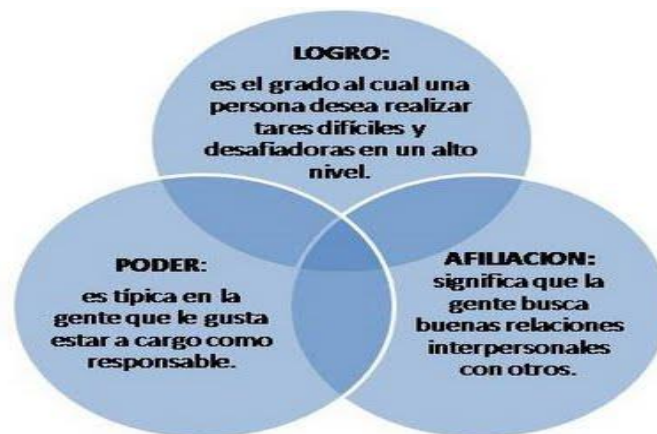 LOGRO:
es el grado al cual una
persona desea realizar
tares difíciles y
desafiadoras en un alto
nivel.
PODER:
es típica en la
gente que le gusta
estar a cargo como
responsable.
AFILIACION:
significa que la
gente busca
buenas relaciones
interpersonales
con otros.